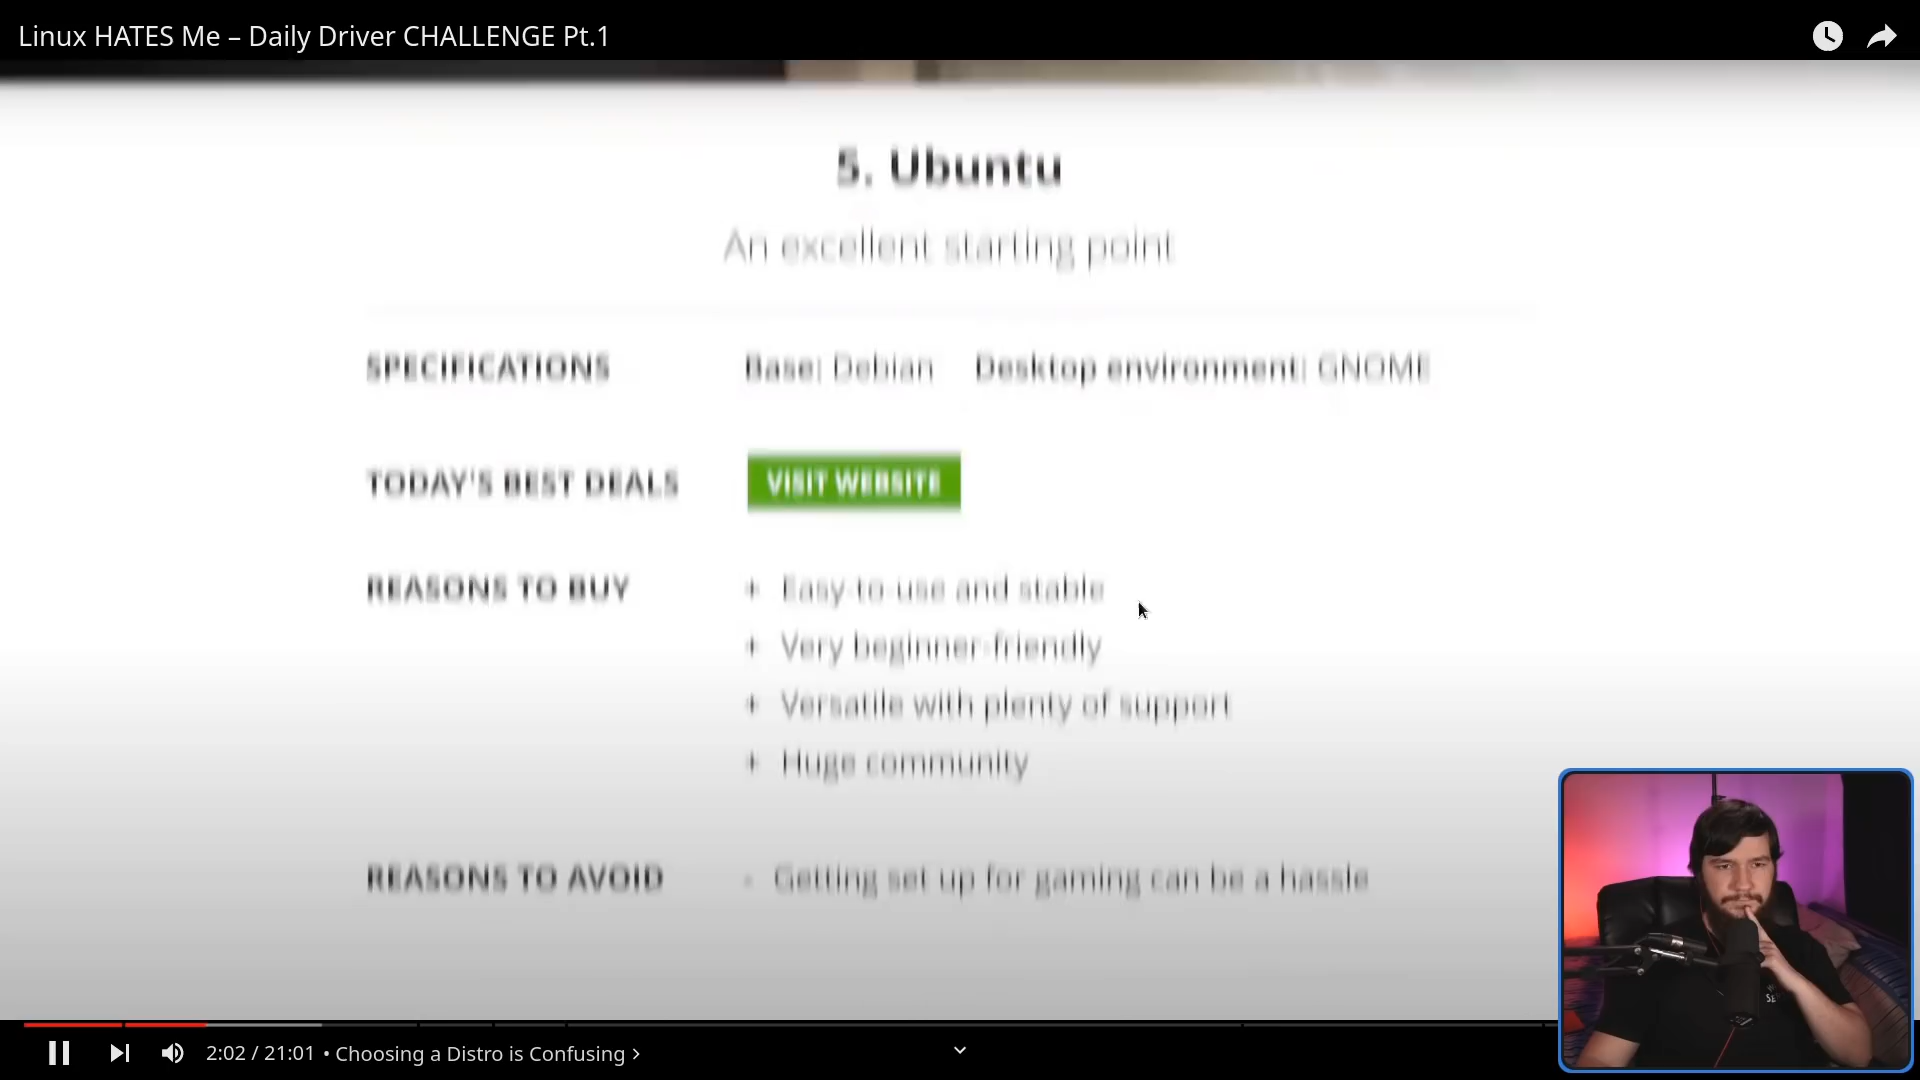 Linux HATES Me – Daily Driver CHALLENGE Pt.1
5. Ubuntu
An excellent starting point
SPECIFICATIONS Base: Debian Desktop environment: GNOME
TODAY'S BEST DEALS VISIT WEBSITE
REASONS TO BUY + Easy-to-use and stable
+ Very beginner-friendly
+ Versatile with plenty of support
+ Huge community
REASONS TO AVOID - Getting set up for gaming can be a hassle
2:02 / 21:01 • Choosing a Distro is Confusing >